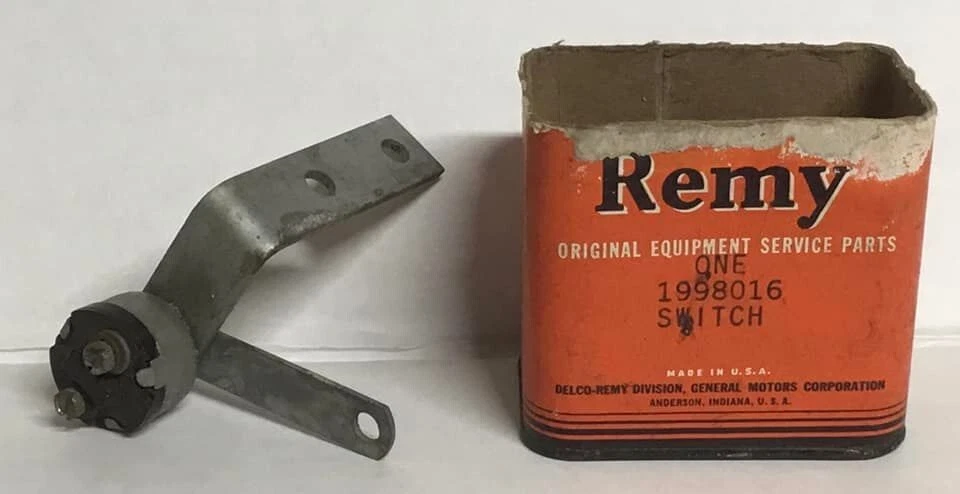 Remy
ORIGINAL EQUIPMENT SERVICE PARTS
ONE
1998016
SWITCH
MADE IN U.S.A.
DELCO-REMY DIVISION, GENERAL MOTORS CORPORATION
ANDERSON, INDIANA, U. S. A.